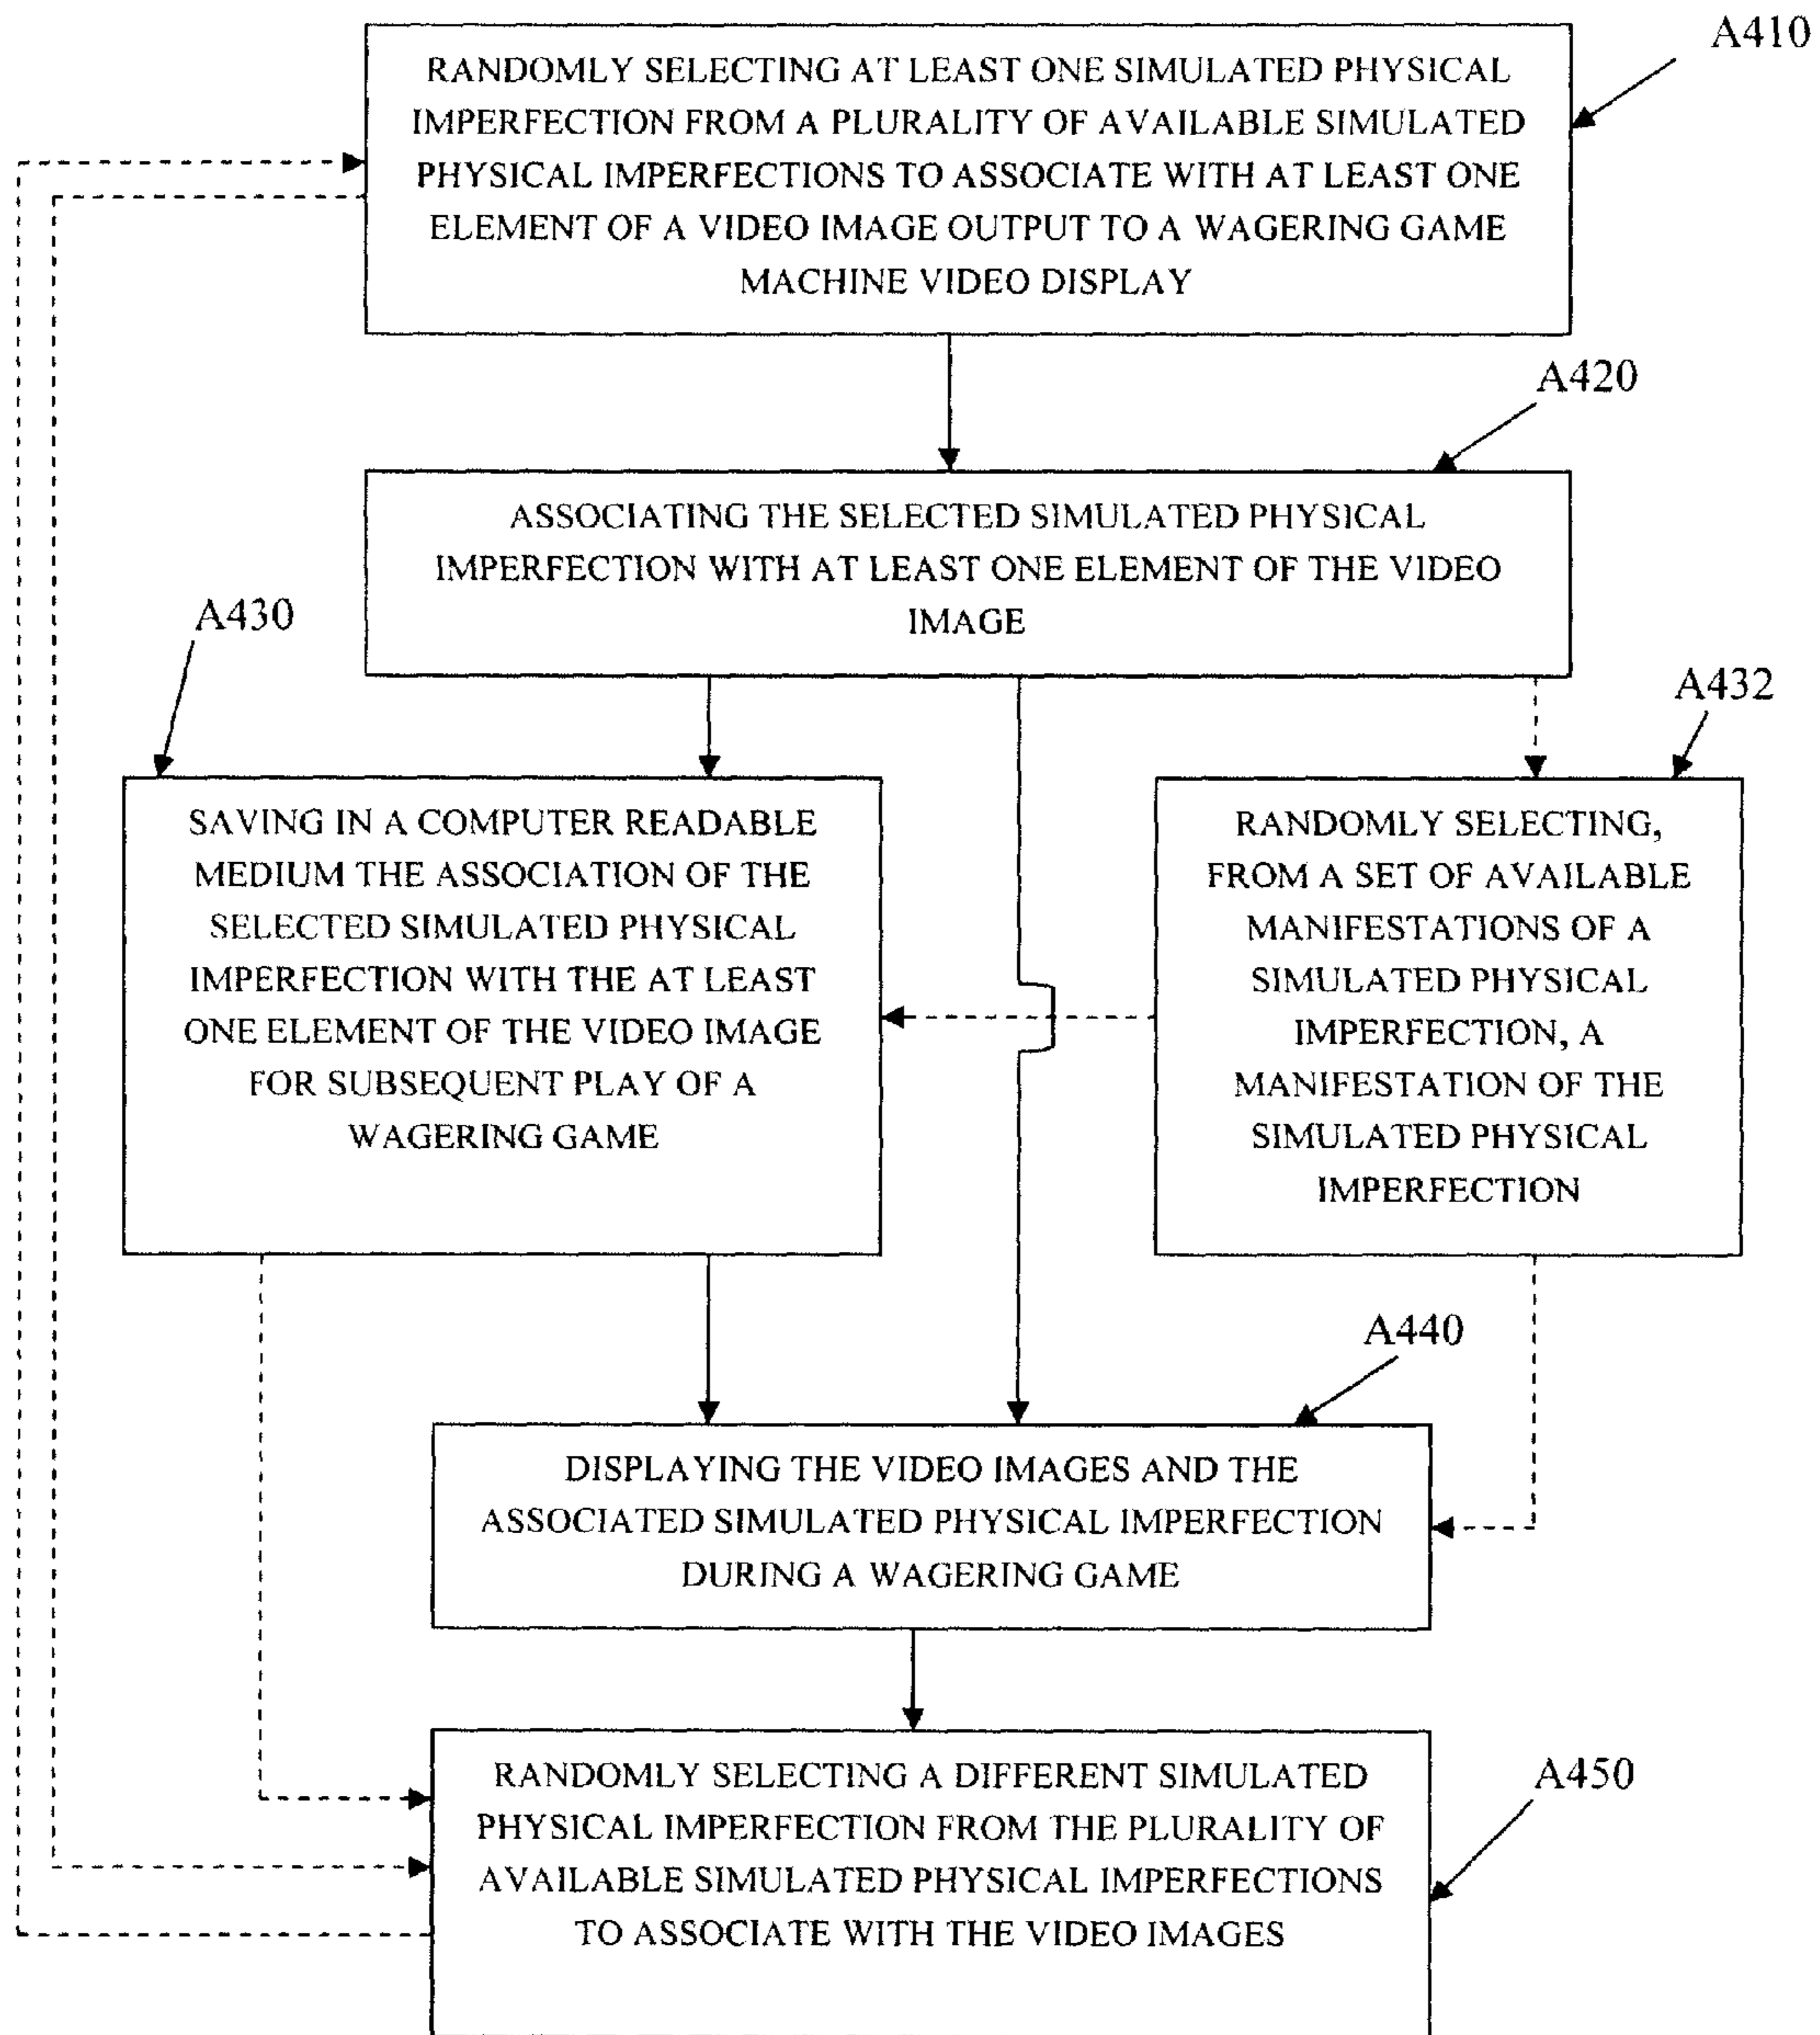 A410
RANDOMLY SELECTING AT LEAST ONE SIMULATED PHYSICAL
IMPERFECTION FROM A PLURALITY OF AVAILABLE SIMULATED
PHYSICAL IMPERFECTIONS TO ASSOCIATE WITH AT LEAST ONE
ELEMENT OF A VIDEO IMAGE OUTPUT TO A WAGERING GAME
MACHINE VIDEO DISPLAY
A420
ASSOCIATING THE SELECTED SIMULATED PHYSICAL
IMPERFECTION WITH AT LEAST ONE ELEMENT OF THE VIDEO
IMAGE
A430
SAVING IN A COMPUTER READABLE
MEDIUM THE ASSOCIATION OF THE
SELECTED SIMULATED PHYSICAL
IMPERFECTION WITH THE AT LEAST
ONE ELEMENT OF THE VIDEO IMAGE
FOR SUBSEQUENT PLAY OF A
WAGERING GAME
A432
RANDOMLY SELECTING,
FROM A SET OF AVAILABLE
MANIFESTATIONS OF A
SIMULATED PHYSICAL
IMPERFECTION, A
MANIFESTATION OF THE
SIMULATED PHYSICAL
IMPERFECTION
A440
DISPLAYING THE VIDEO IMAGES AND THE
ASSOCIATED SIMULATED PHYSICAL IMPERFECTION
DURING A WAGERING GAME
A450
RANDOMLY SELECTING A DIFFERENT SIMULATED
PHYSICAL IMPERFECTION FROM THE PLURALITY OF
AVAILABLE SIMULATED PHYSICAL IMPERFECTIONS
TO ASSOCIATE WITH THE VIDEO IMAGES